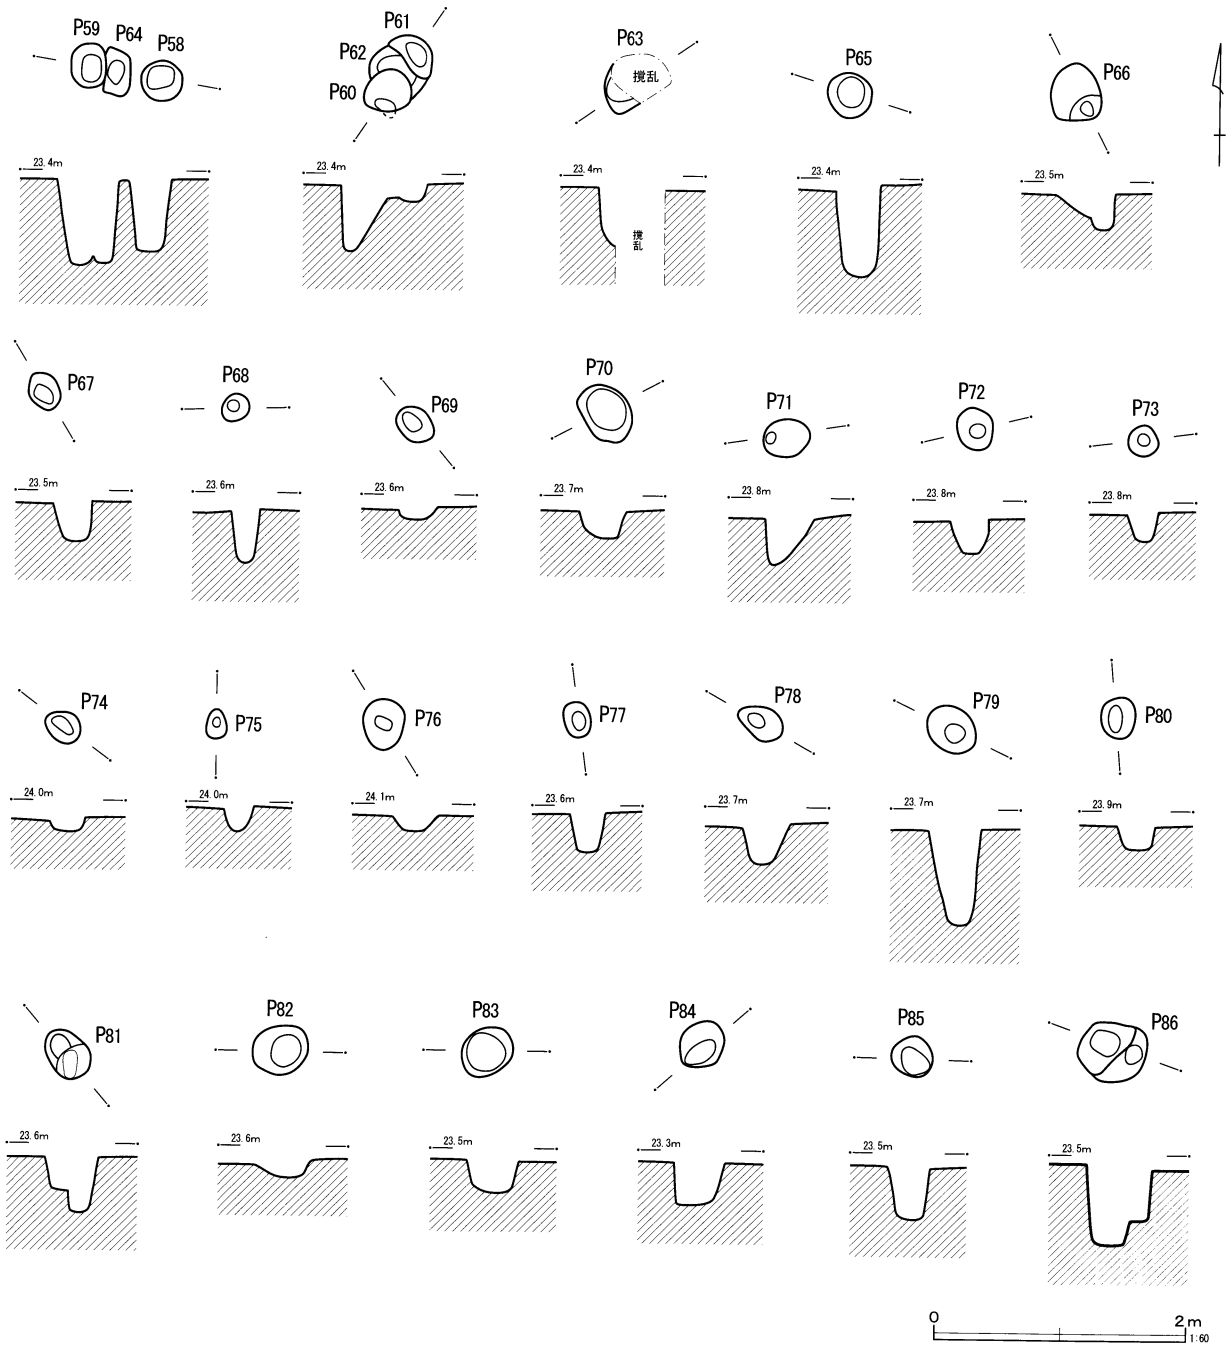 P59 P64 P58
P61
P62
P60
P63
撹乱
P65
P66
23.4m
23.4m
23.4m
23.4m
23.5m
撹乱
P67
P68
P69
P70
P71
P72
P73
23.5m
23.6m
23.6m
23.7m
23.8m
23.8m
23.8m
P74
P75
P76
P77
P78
P79
P80
24.0m
24.0m
24.1m
23.6m
23.7m
23.7m
23.9m
P81
P82
P83
P84
P85
P86
23.6m
23.6m
23.5m
23.3m
23.5m
23.5m
0 2m
1:60